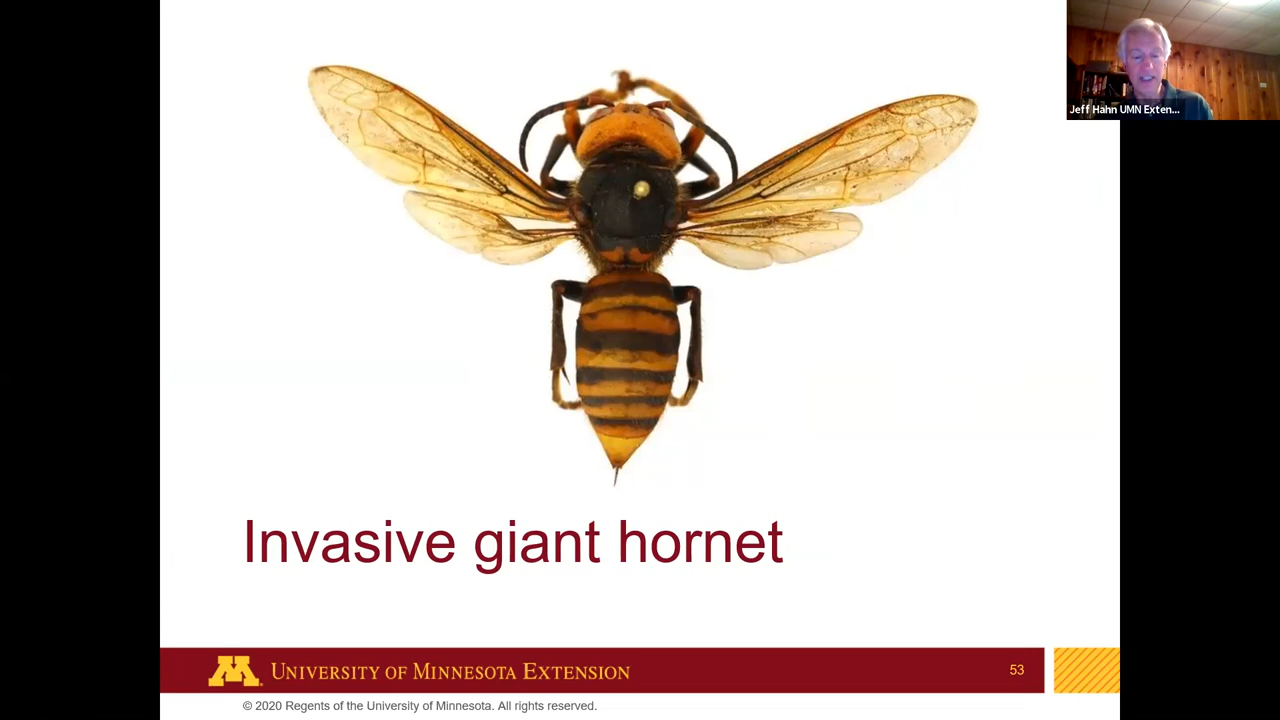 Jeff Hahn UMN Exten...
Invasive giant hornet
M
UNIVERSITY OF MINNESOTA EXTENSION
53
© 2020 Regents of the University of Minnesota. All rights reserved.